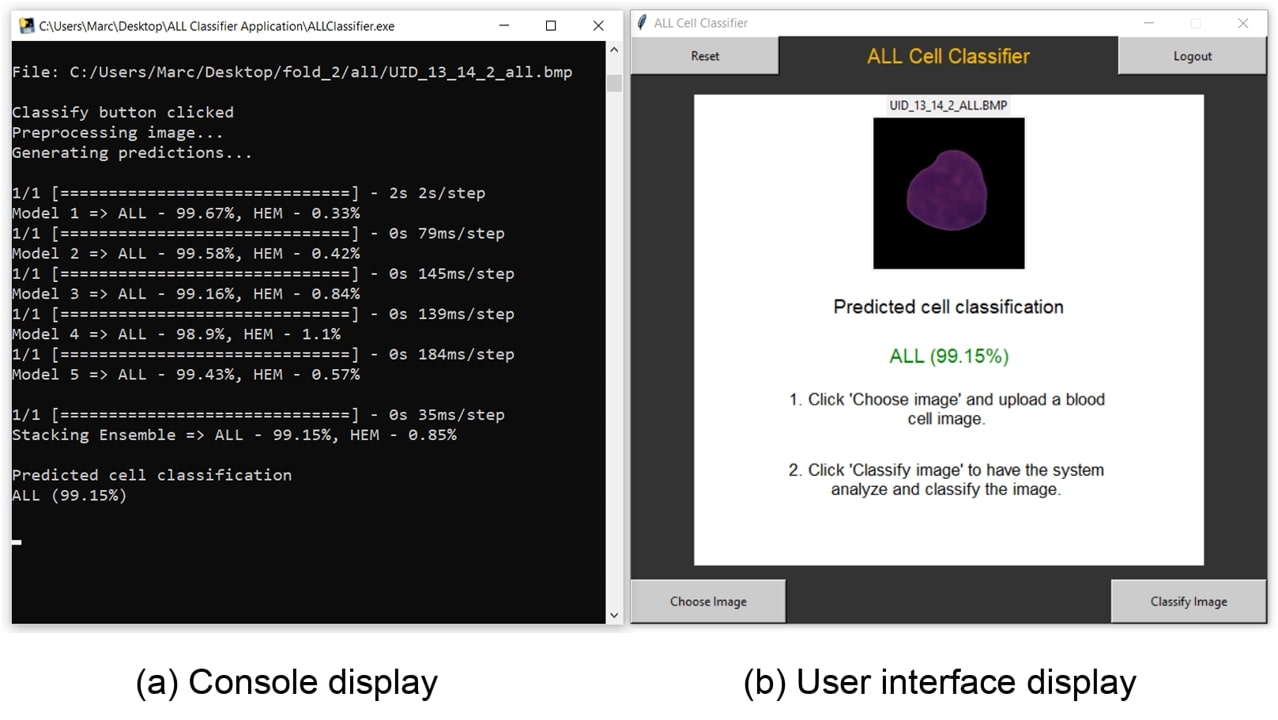 C:\Users\Marc\Desktop\ALL Classifier Application\ALLClassifier.exe
File: C:/Users/Marc/Desktop/fold_2/all/UID_13_14_2_all.bmp
Classify button clicked
Preprocessing image...
Generating predictions...
1/1 [==============================] - 2s 2s/step
Model 1 => ALL - 99.67%, HEM - 0.33%
1/1 [==============================] - 0s 79ms/step
Model 2 => ALL - 99.58%, HEM - 0.42%
1/1 [==============================] - 0s 145ms/step
Model 3 => ALL - 99.16%, HEM - 0.84%
1/1 [==============================] - 0s 139ms/step
Model 4 => ALL - 98.9%, HEM - 1.1%
1/1 [==============================] - 0s 184ms/step
Model 5 => ALL - 99.43%, HEM - 0.57%
1/1 [==============================] - 0s 35ms/step
Stacking Ensemble => ALL - 99.15%, HEM - 0.85%
Predicted cell classification
ALL (99.15%)
(a) Console display
ALL Cell Classifier
Reset
ALL Cell Classifier
Logout
UID_13_14_2_ALL.BMP
Predicted cell classification
ALL (99.15%)
1. Click 'Choose image' and upload a blood
cell image.
2. Click 'Classify image' to have the system
analyze and classify the image.
Choose Image
Classify Image
(b) User interface display